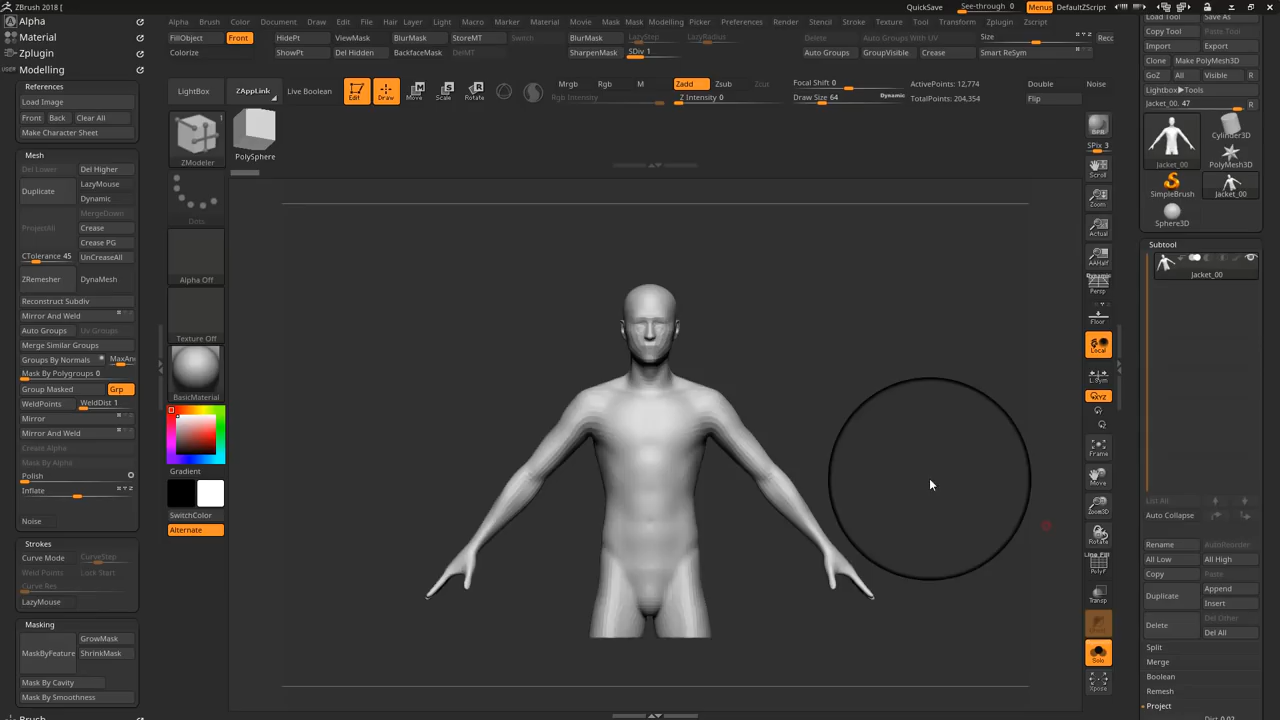 ZBrush 2018 [
QuickSave
See-through 0
Menus
DefaultZScript
Alpha
Material
Zplugin
USER
Modelling
References
Load Image
Front Back Clear All
Make Character Sheet
Mesh
Del Lower Del Higher
Duplicate
LazyMouse
Dynamic
MergeDown
ProjectAll
Crease
Crease PG
CTolerance 45
UnCreaseAll
ZRemesher DynaMesh
Reconstruct Subdiv
Mirror And Weld
Auto Groups Uv Groups
Merge Similar Groups
Groups By Normals
MaxAn
Mask By Polygroups 0
Group Masked Grp
WeldPoints WeldDist 1
Mirror
Mirror And Weld
Create Alpha
Mask By Alpha
Polish
Inflate
Noise
Strokes
Curve Mode CurveStep
Weld Points Lock Start
Curve Res
LazyMouse
Masking
MaskByFeature
GrowMask
ShrinkMask
Mask By Cavity
Mask By Smoothness
Brush
Alpha Brush Color Document Draw Edit File Hair Layer Light Macro Marker Material Movie Mask Modelling Picker Preferences Render Stencil Stroke Texture Tool Transform Zplugin Zscript
FillObject Front HidePt ViewMask BlurMask StoreMT Switch BlurMask LazyStep LazyRadius Delete Auto Groups With UV Size Recc
Colorize ShowPt Del Hidden BackfaceMask DelMT SharpenMask SDiv 1 Auto Groups GroupVisible Crease Smart ReSym
LightBox
ZAppLink
Live Boolean
Edit
Draw
Move
Scale
Rotate
Mrgb Rgb M Zadd Zsub Zcut
Rgb Intensity Z Intensity 0
Focal Shift 0
Draw Size 64 Dynamic
ActivePoints: 12,774
TotalPoints: 204,354
Double
Flip
Noise
1
ZModeler
PolySphere
Dots
Alpha Off
Texture Off
BasicMaterial
Gradient
SwitchColor
Alternate
BPR
SPix 3
Scroll
Zoom
Actual
AAHalf
Dynamic
Persp
Floor
Local
L.Sym
XYZ
Frame
Move
Zoom3D
Rotate
Line Fill
PolyF
Transp
Solo
Xpose
Load Tool Save As
Copy Tool
Import Export
Clone Make PolyMesh3D
GoZ All Visible R
Lightbox▶Tools
Jacket_00. 47 R
Jacket_00
Cylinder3D
PolyMesh3D
SimpleBrush
Jacket_00
Sphere3D
Subtool
Jacket_00
List All
Auto Collapse
Rename AutoReorder
All Low All High
Copy Paste
Duplicate
Append
Insert
Delete
Del Other
Del All
Split
Merge
Boolean
Remesh
Project
Dist 0.02